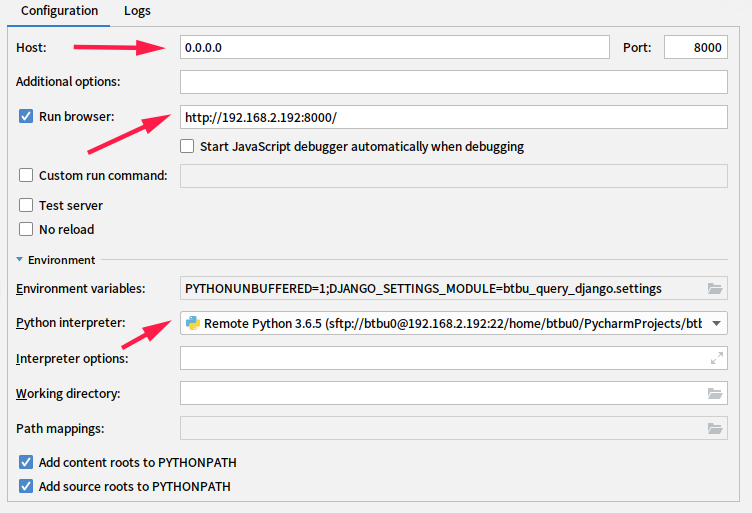 Configuration Logs
Host: 0.0.0.0 Port: 8000
Additional options:
Run browser: http://192.168.2.192:8000/
Start JavaScript debugger automatically when debugging
Custom run command:
Test server
No reload
Environment
Environment variables: PYTHONUNBUFFERED=1;DJANGO_SETTINGS_MODULE=btbu_query_django.settings
Python interpreter: Remote Python 3.6.5 (sftp://btbu0@192.168.2.192:22/home/btbu0/PycharmProjects/btb
Interpreter options:
Working directory:
Path mappings:
Add content roots to PYTHONPATH
Add source roots to PYTHONPATH